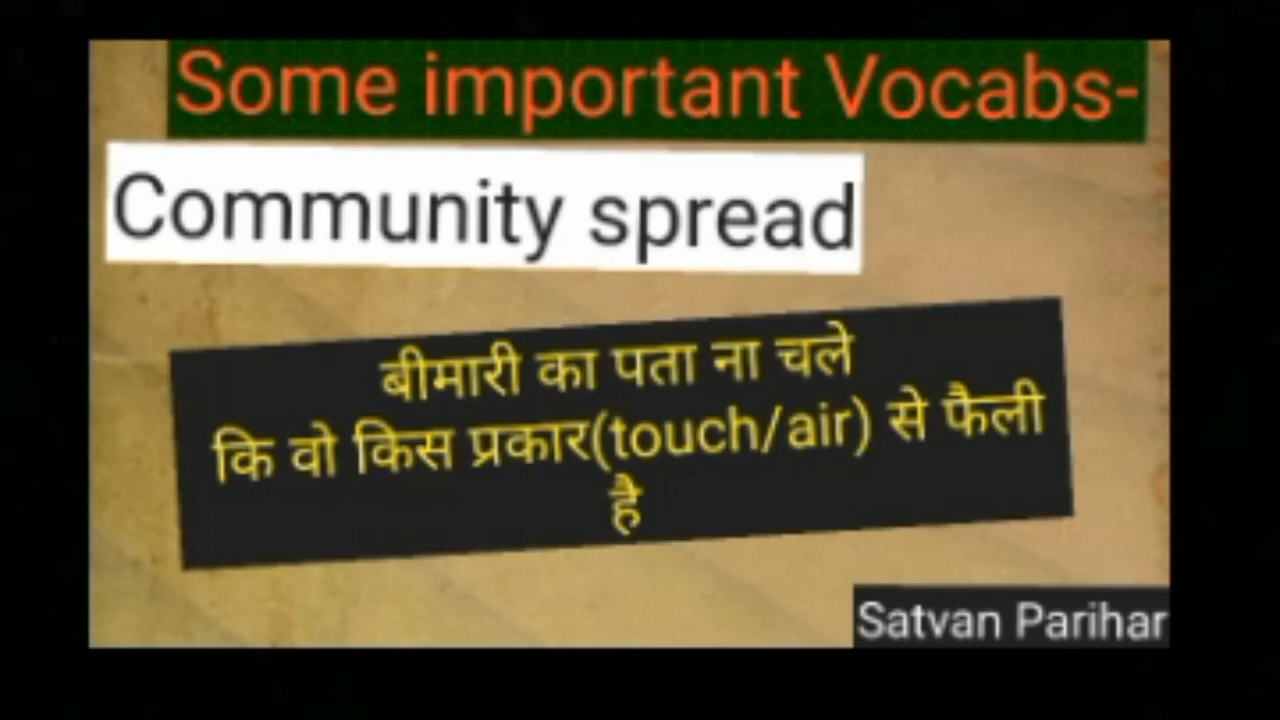 Some important Vocabs-
Community spread
बीमारी का पता ना चले
कि वो किस प्रकार(touch/air) से फैली
है
Satvan Parihar